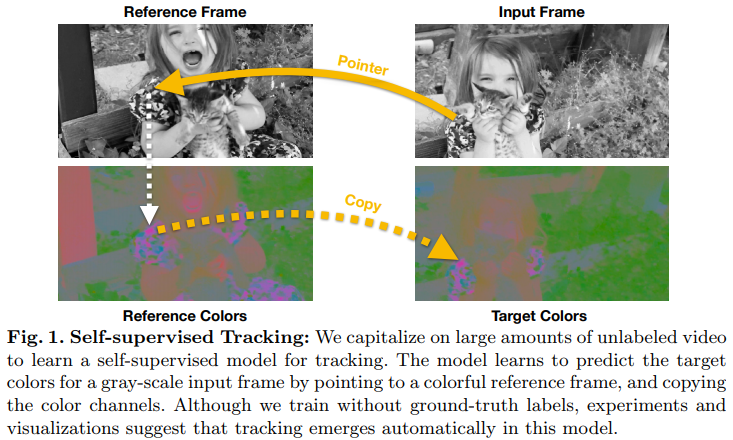 Reference Frame
Input Frame
Pointer
Copy
Reference Colors
Target Colors
Fig. 1. Self-supervised Tracking: We capitalize on large amounts of unlabeled video
to learn a self-supervised model for tracking. The model learns to predict the target
colors for a gray-scale input frame by pointing to a colorful reference frame, and copying
the color channels. Although we train without ground-truth labels, experiments and
visualizations suggest that tracking emerges automatically in this model.